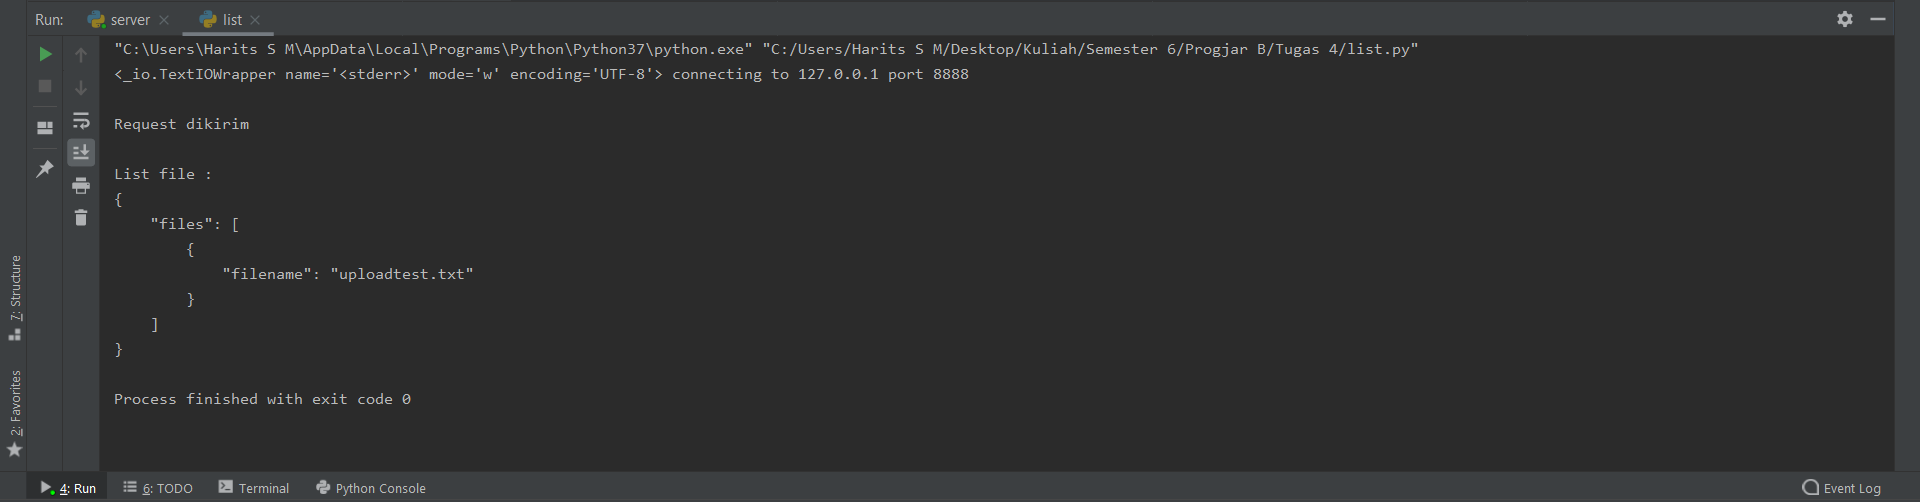 Run: server list
"C:\Users\Harits S M\AppData\Local\Programs\Python\Python37\python.exe" "C:/Users/Harits S M/Desktop/Kuliah/Semester 6/Progjar B/Tugas 4/list.py"
<_io.TextIOWrapper name='<stderr>' mode='w' encoding='UTF-8'> connecting to 127.0.0.1 port 8888
Request dikirim
List file :
{
    "files": [
        {
            "filename": "uploadtest.txt"
        }
    ]
}
Process finished with exit code 0
7: Structure
2: Favorites
4: Run 6: TODO Terminal Python Console Event Log